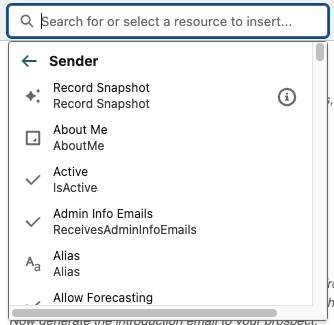 Search for or select a resource to insert...
Sender
Record Snapshot
Record Snapshot
About Me
AboutMe
Active
IsActive
Admin Info Emails
ReceivesAdminInfoEmails
Alias
Alias
Allow Forecasting
Now generate the introduction email to your prospect.